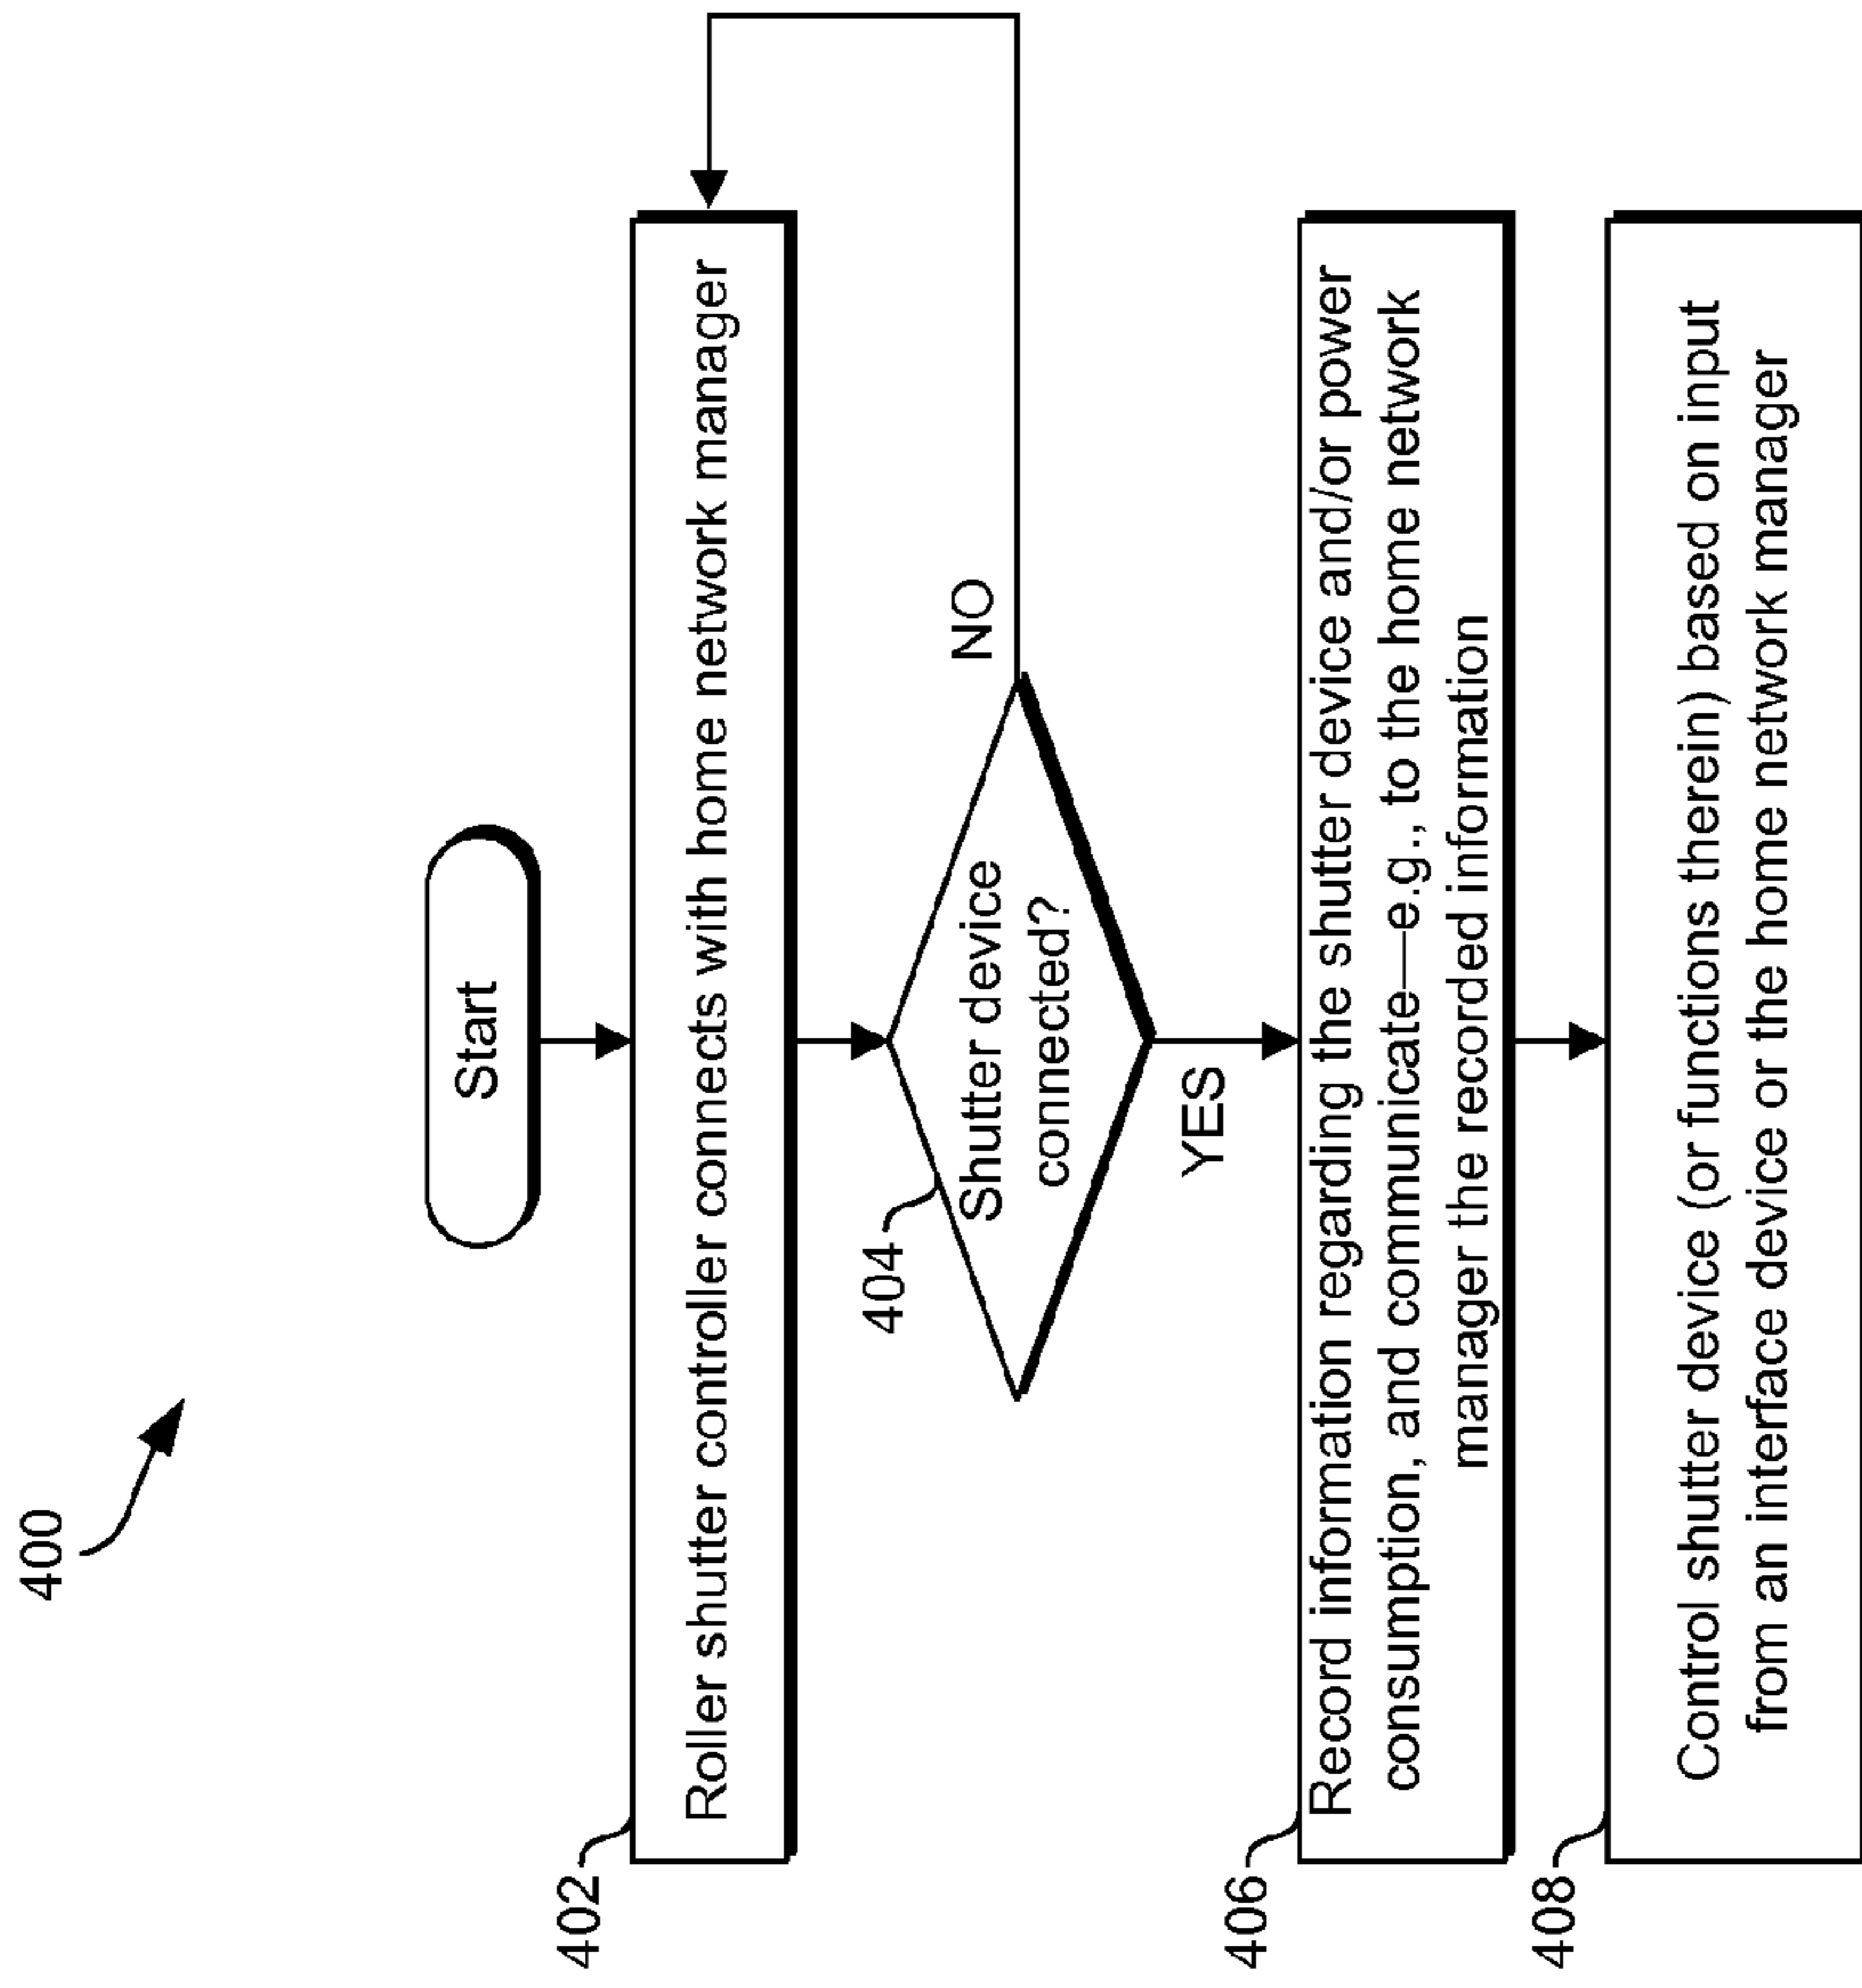 400
Start
402
Roller shutter controller connects with home network manager
404
Shutter device
connected?
NO
YES
406
Record information regarding the shutter device and/or power
consumption, and communicate—e.g., to the home network
manager the recorded information
408
Control shutter device (or functions therein) based on input
from an interface device or the home network manager